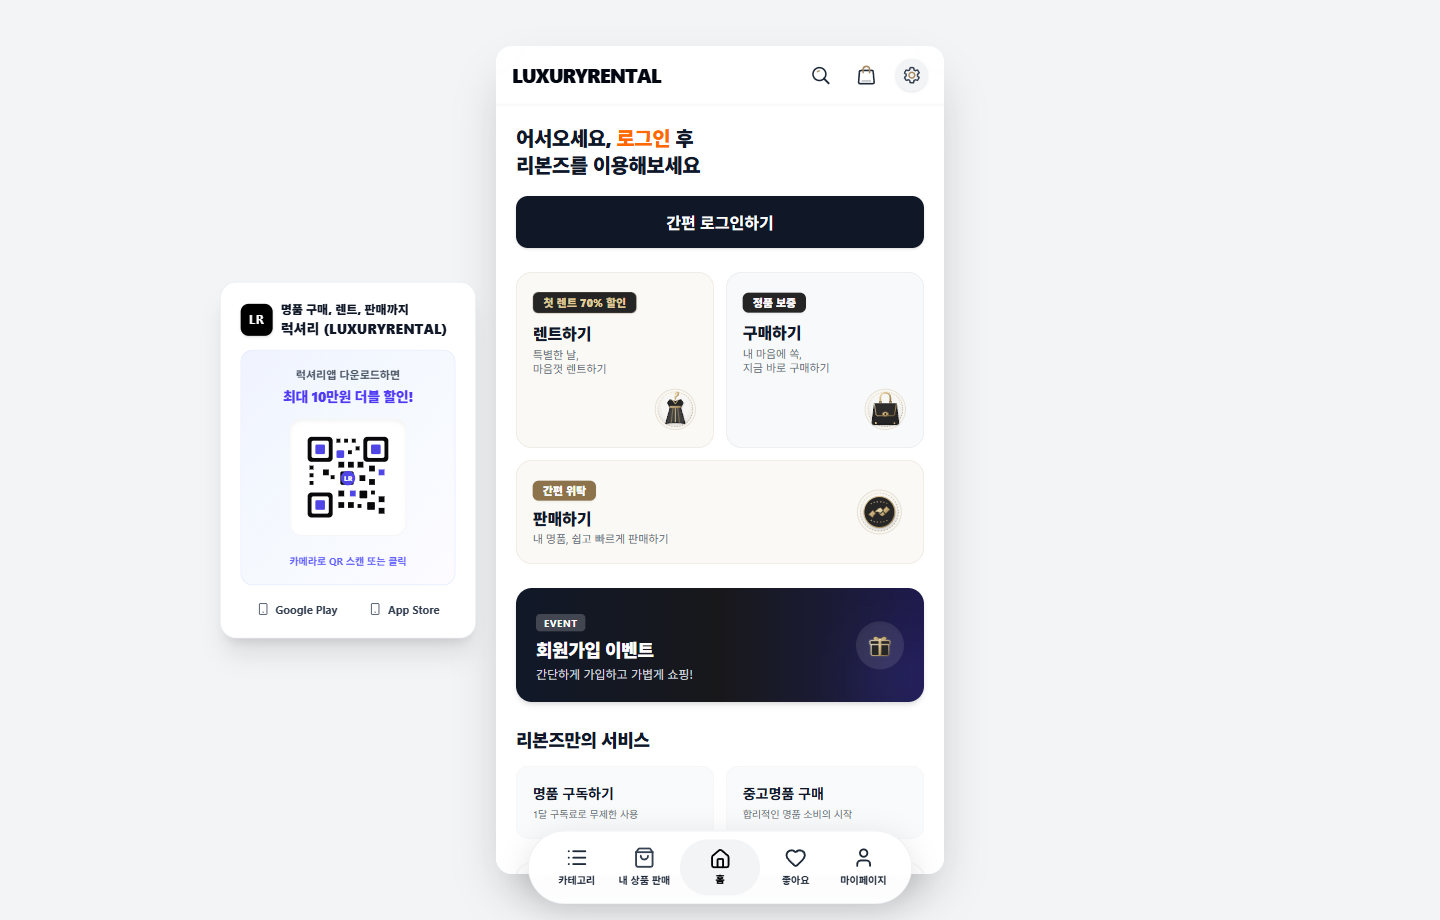 LUXURYRENTAL
어서오세요, 로그인 후
리본즈를 이용해보세요
간편 로그인하기
첫 렌트 70% 할인
렌트하기
특별한 날,
마음껏 렌트하기
정품 보증
구매하기
내 마음에 쏙,
지금 바로 구매하기
간편 위탁
판매하기
내 명품, 쉽고 빠르게 판매하기
EVENT
회원가입 이벤트
간단하게 가입하고 가볍게 쇼핑!
리본즈만의 서비스
명품 구독하기
1달 구독료로 무제한 사용
중고명품 구매
합리적인 명품 소비의 시작
카테고리
내 상품 판매
홈
좋아요
마이페이지
LR
명품 구매, 렌트, 판매까지
럭셔리 (LUXURYRENTAL)
럭셔리앱 다운로드하면
최대 10만원 더블 할인!
LR
카메라로 QR 스캔 또는 클릭
Google Play
App Store